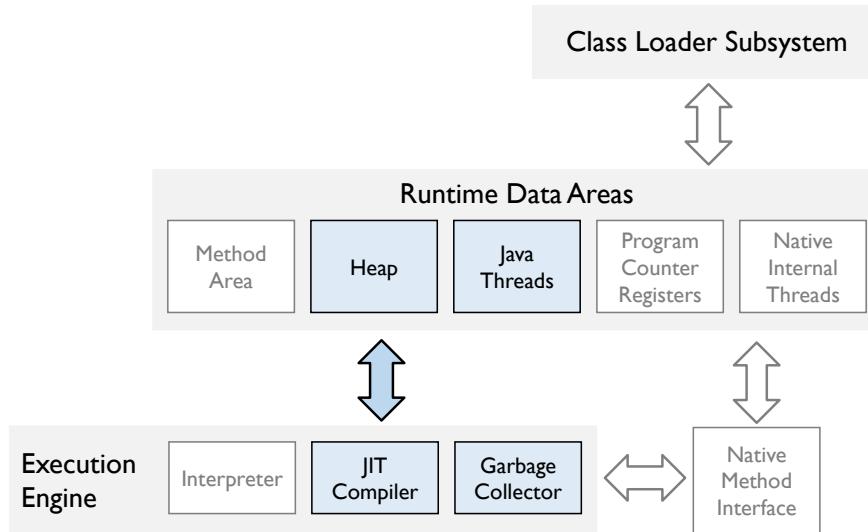 Class Loader Subsystem
Runtime Data Areas
Method
Area
Heap
Java
Threads
Program
Counter
Registers
Native
Internal
Threads
Execution
Engine
Interpreter
JIT
Compiler
Garbage
Collector
Native
Method
Interface